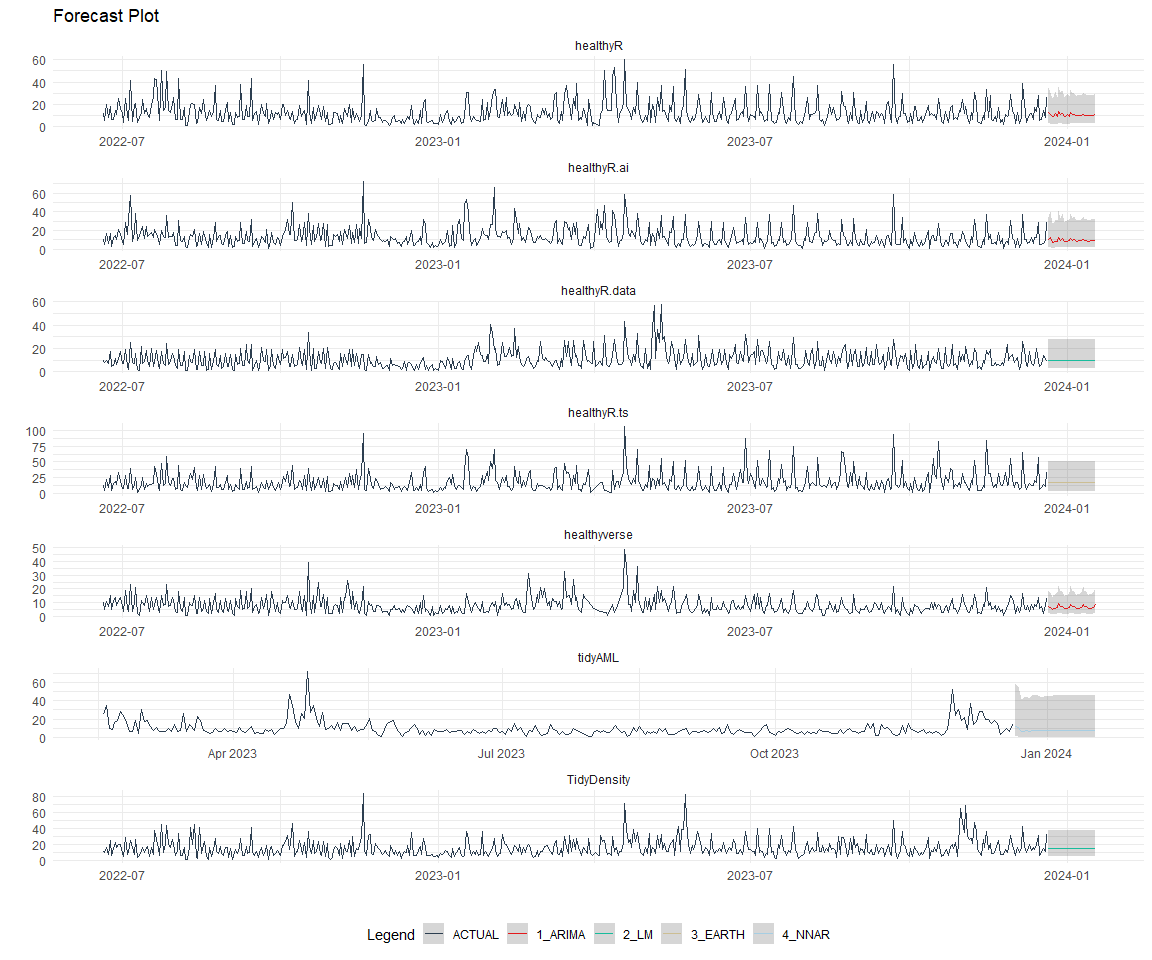 Forecast Plot
healthyR
60
40
20
0
2022-07 2023-01 2023-07 2024-01
healthyR.ai
60
40
20
0
2022-07 2023-01 2023-07 2024-01
healthyR.data
60
40
20
0
2022-07 2023-01 2023-07 2024-01
healthyR.ts
100
75
50
25
0
2022-07 2023-01 2023-07 2024-01
healthyverse
50
40
30
20
10
0
2022-07 2023-01 2023-07 2024-01
tidyAML
60
40
20
0
Apr 2023 Jul 2023 Oct 2023 Jan 2024
TidyDensity
80
60
40
20
0
2022-07 2023-01 2023-07 2024-01
Legend ACTUAL 1_ARIMA 2_LM 3_EARTH 4_NNAR